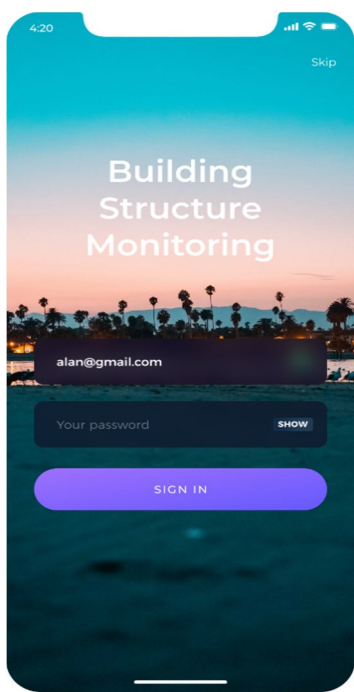 4:20
Skip
Building
Structure
Monitoring
alan@gmail.com
Your password
SHOW
SIGN IN